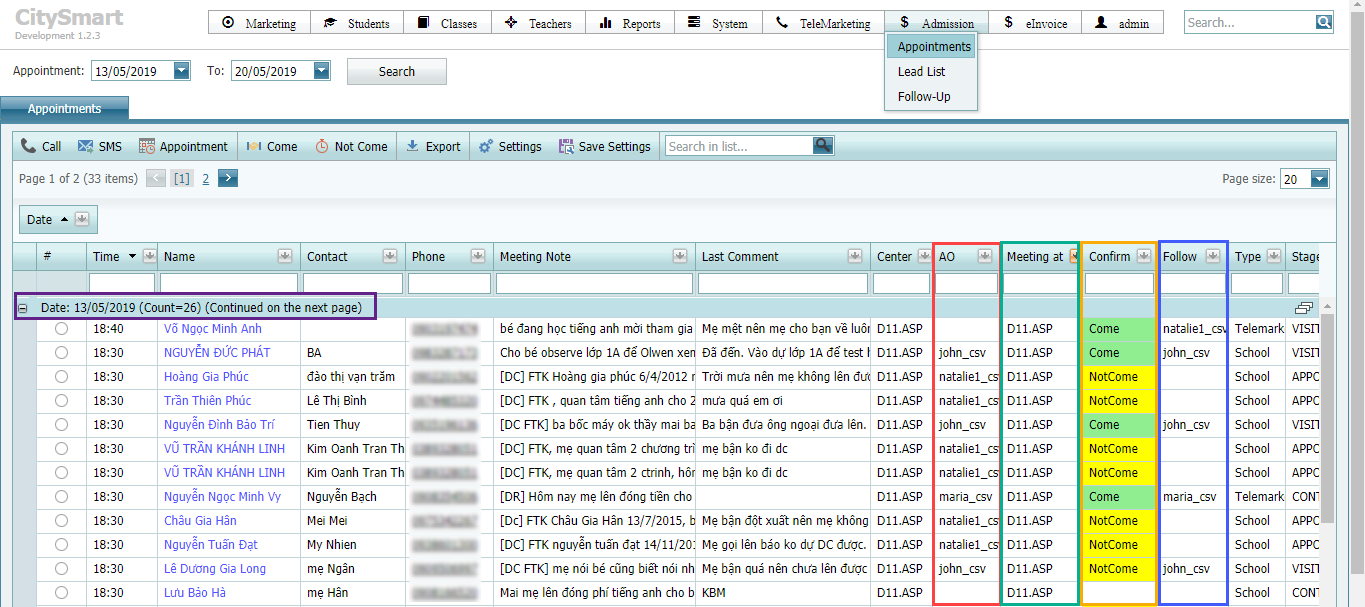 CitySmart
Development 1.2.3
Marketing Students Classes Teachers Reports System TeleMarketing $ Admission $ eInvoice admin Search...
Appointments
Lead List
Follow-Up
Appointment: 13/05/2019 To: 20/05/2019 Search
Appointments
Call SMS Appointment Come Not Come Export Settings Save Settings Search in list...
Page 1 of 2 (33 items) < [1] 2 > Page size: 20
Date
# Time Name Contact Phone Meeting Note Last Comment Center AO Meeting at Confirm Follow Type Stage
Date: 13/05/2019 (Count=26) (Continued on the next page)
18:40 Võ Ngọc Minh Anh bé đang học tiếng anh mời tham gia Mẹ mệt nên mẹ cho bạn về luôn D11.ASP D11.ASP Come natalie1_csv Telemark VISIT
18:30 NGUYỄN ĐỨC PHÁT BA Cho bé observe lớp 1A để Olwen xem Đã đến. Vào dự lớp 1A để test D11.ASP john_csv D11.ASP Come john_csv School VISIT
18:30 Hoàng Gia Phúc đào thị vạn trăm [DC] FTK Hoàng gia phúc 6/4/2012 Trời mưa nên mẹ không lên được D11.ASP natalie1_csv D11.ASP NotCome School APPO
18:30 Trần Thiên Phúc Lê Thị Bình [DC] FTK , quan tâm tiếng anh cho 2 mưa quá em ơi D11.ASP natalie1_csv D11.ASP NotCome School APPO
18:30 Nguyễn Đình Bảo Trí Tien Thuy [DC FTK] ba bốc máy ok thầy mai ba Ba bận đưa ông ngoại đưa lên. D11.ASP john_csv D11.ASP Come john_csv School VISIT
18:30 VŨ TRẦN KHÁNH LINH Kim Oanh Tran Th [DC] FTK, mẹ quan tâm 2 chương trì mẹ bận ko đi dc D11.ASP natalie1_csv D11.ASP NotCome School APPO
18:30 VŨ TRẦN KHÁNH LINH Kim Oanh Tran Th [DC] FTK, mẹ quan tâm 2 ctrinh, hôm mẹ bận ko đi dc D11.ASP natalie1_csv D11.ASP NotCome School APPO
18:30 Nguyễn Ngọc Minh Vy Nguyễn Bạch [DR] Hôm nay mẹ lên đóng tiền cho D11.ASP maria_csv D11.ASP Come maria_csv Telemark CONT
18:30 Châu Gia Hân Mei Mei [Dc] FTK Châu Gia Hân 13/7/2015, b Mẹ bận đột xuất nên mẹ không D11.ASP natalie1_csv D11.ASP NotCome School APPO
18:30 Nguyễn Tuấn Đạt My Nhien [DC] FTK nguyễn tuấn đạt 14/11/201 Mẹ gọi lên báo ko dự DC được. D11.ASP natalie1_csv D11.ASP NotCome School APPO
18:30 Lê Dương Gia Long mẹ Ngân [DC FTK] mẹ nói bé cũng biết nói nh Mẹ bận quá nên chưa lên được D11.ASP john_csv D11.ASP NotCome john_csv School VISIT
18:30 Lưu Bảo Hà mẹ Hân Mai mẹ lên đóng phí tiếng anh cho b KBM D11.ASP D11.ASP School CONT